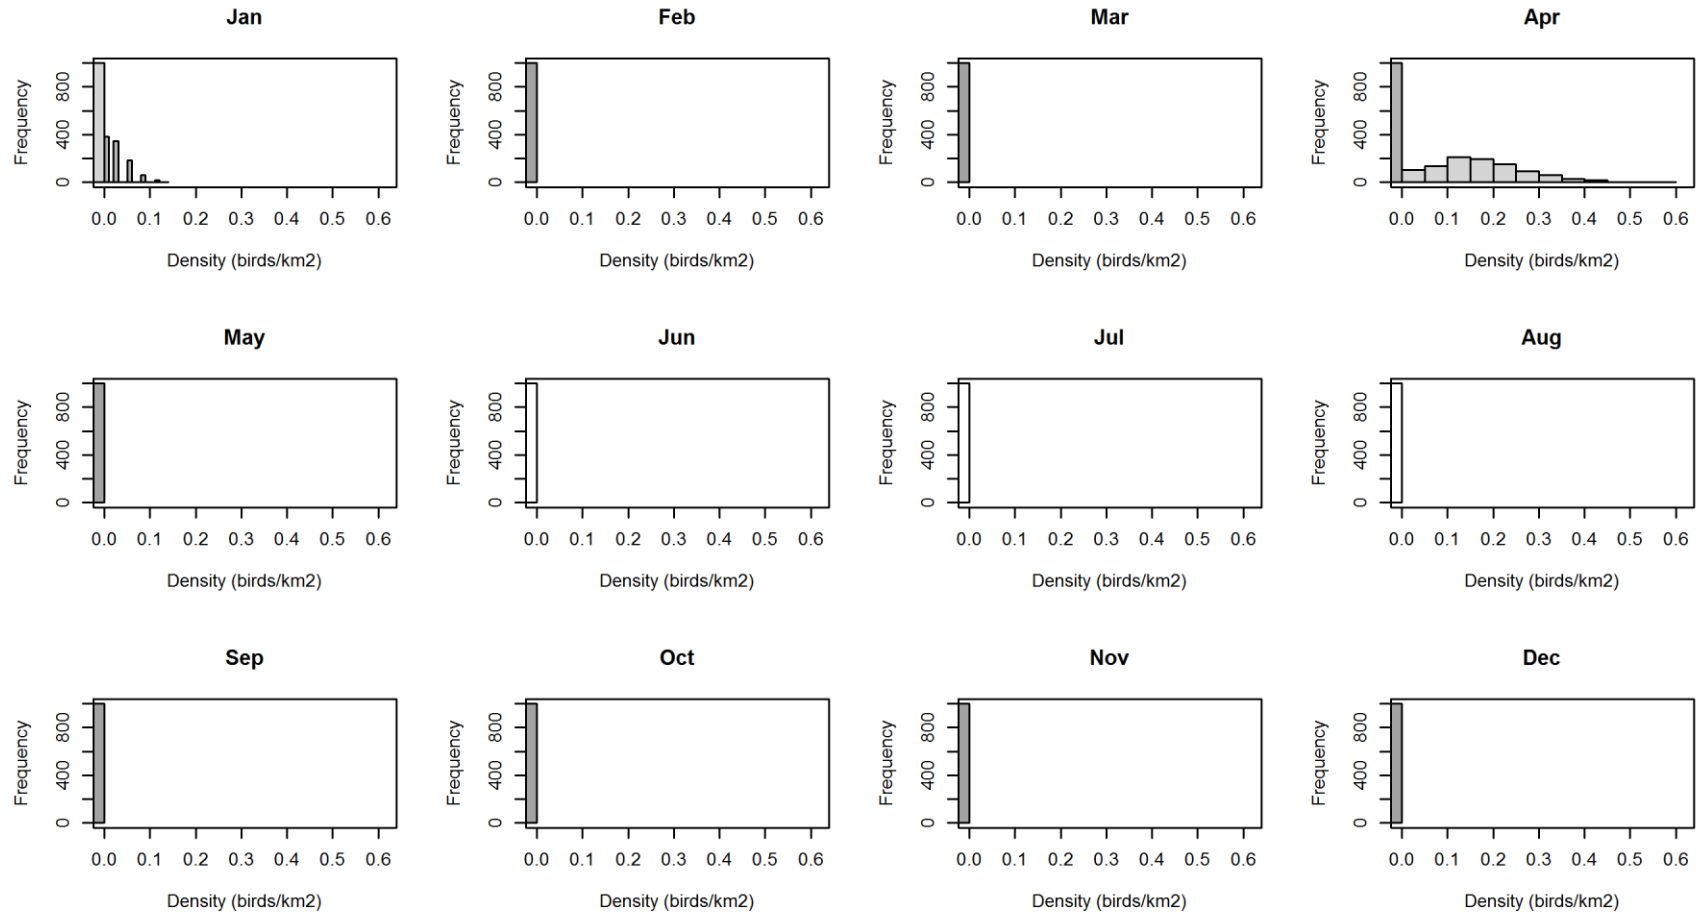 Jan Feb Mar Apr
Frequency Frequency Frequency Frequency
800 800 800 800
400 400 400 400
0 0 0 0
0.0 0.1 0.2 0.3 0.4 0.5 0.6 0.0 0.1 0.2 0.3 0.4 0.5 0.6 0.0 0.1 0.2 0.3 0.4 0.5 0.6 0.0 0.1 0.2 0.3 0.4 0.5 0.6
Density (birds/km2) Density (birds/km2) Density (birds/km2) Density (birds/km2)
May Jun Jul Aug
Frequency Frequency Frequency Frequency
800 800 800 800
400 400 400 400
0 0 0 0
0.0 0.1 0.2 0.3 0.4 0.5 0.6 0.0 0.1 0.2 0.3 0.4 0.5 0.6 0.0 0.1 0.2 0.3 0.4 0.5 0.6 0.0 0.1 0.2 0.3 0.4 0.5 0.6
Density (birds/km2) Density (birds/km2) Density (birds/km2) Density (birds/km2)
Sep Oct Nov Dec
Frequency Frequency Frequency Frequency
800 800 800 800
400 400 400 400
0 0 0 0
0.0 0.1 0.2 0.3 0.4 0.5 0.6 0.0 0.1 0.2 0.3 0.4 0.5 0.6 0.0 0.1 0.2 0.3 0.4 0.5 0.6 0.0 0.1 0.2 0.3 0.4 0.5 0.6
Density (birds/km2) Density (birds/km2) Density (birds/km2) Density (birds/km2)